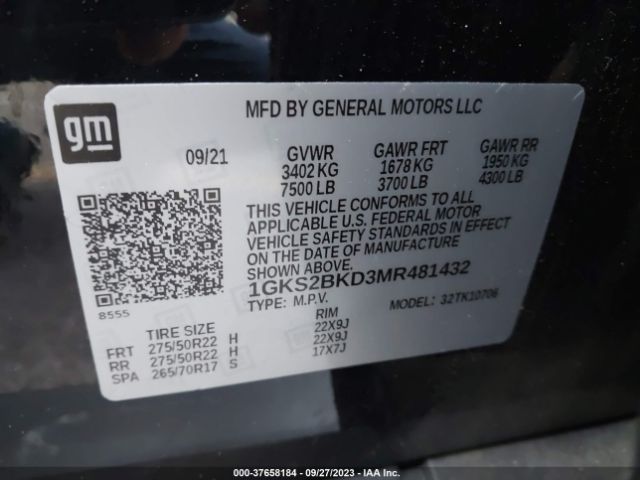 gm
MFD BY GENERAL MOTORS LLC
09/21 GVWR GAWR FRT GAWR RR
3402 KG 1678 KG 1950 KG
7500 LB 3700 LB 4300 LB
THIS VEHICLE CONFORMS TO ALL
APPLICABLE U.S. FEDERAL MOTOR
VEHICLE SAFETY STANDARDS IN EFFECT
ON THE DATE OF MANUFACTURE
SHOWN ABOVE.
1GKS2BKD3MR481432
TYPE: M.P.V. MODEL: 32TK10706
8555
TIRE SIZE RIM
FRT 275/50R22 H 22X9J
RR 275/50R22 H 22X9J
SPA 265/70R17 S 17X7J
000-37658184 - 09/27/2023 - IAA Inc.